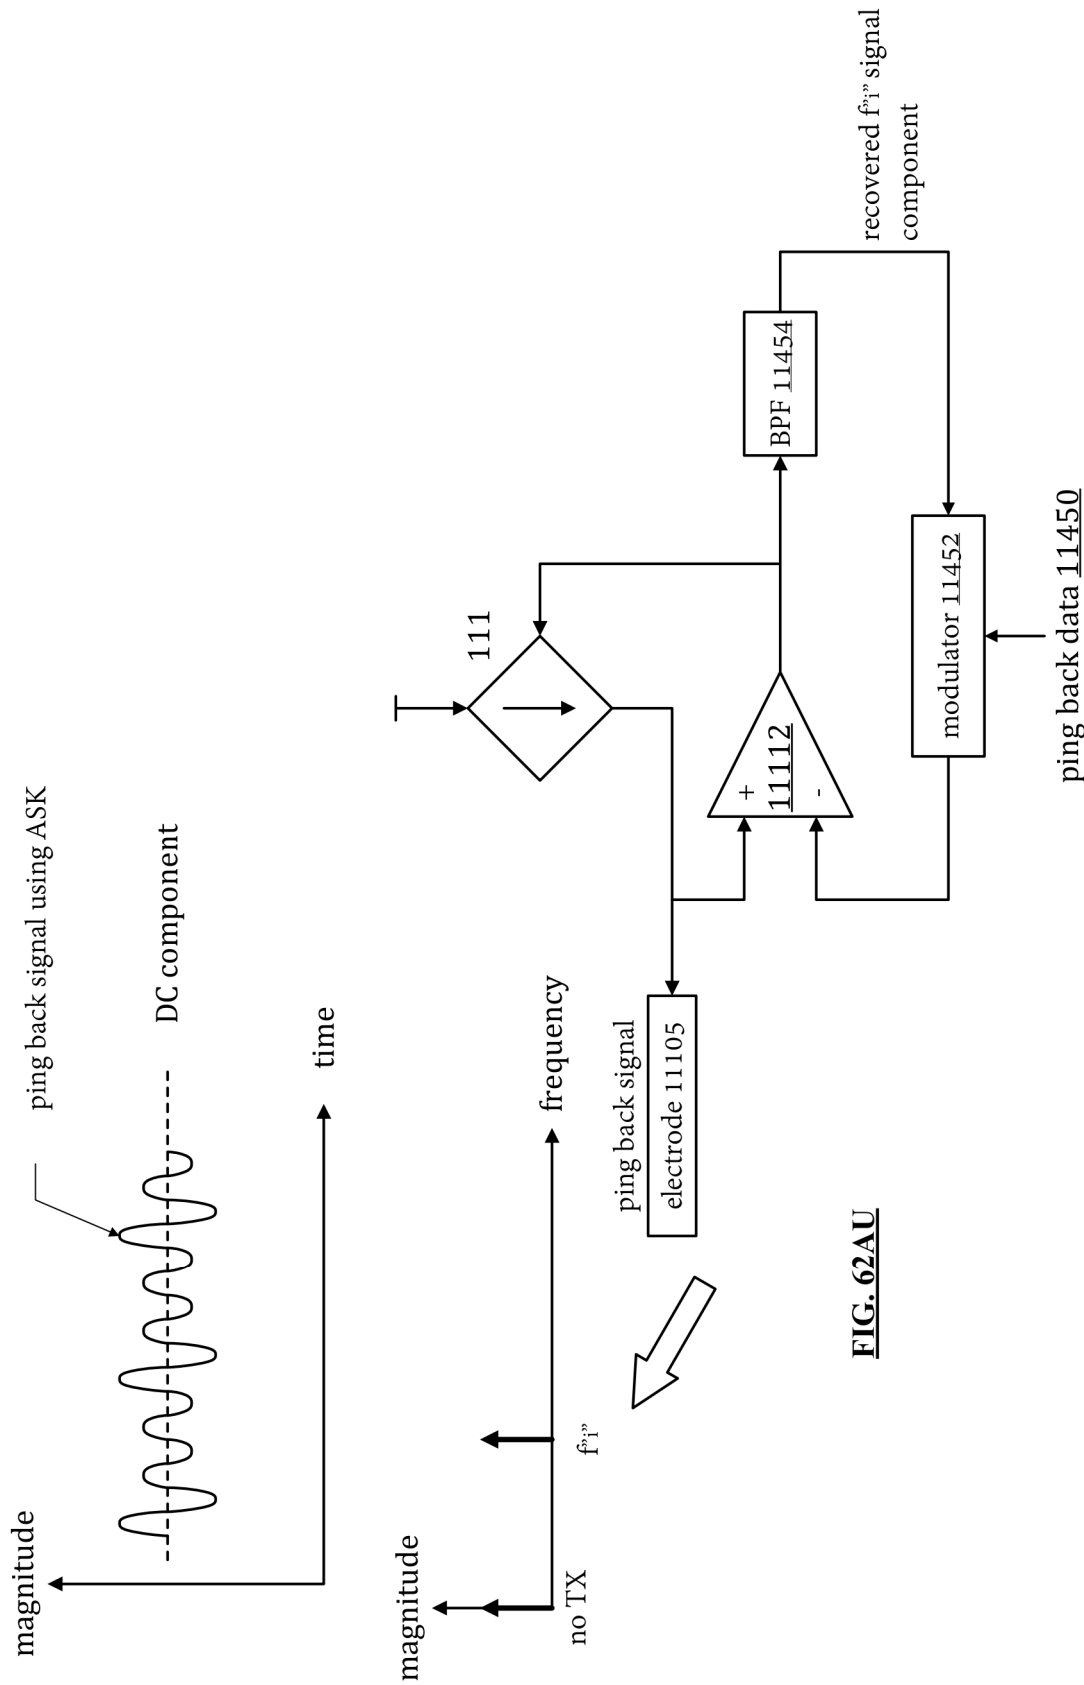 magnitude
ping back signal using ASK
DC component
time
magnitude
no TX
f”i”
frequency
ping back signal
electrode 11105
111
+
11112
-
BPF 11454
recovered f”i” signal
component
modulator 11452
ping back data 11450
FIG. 62AU